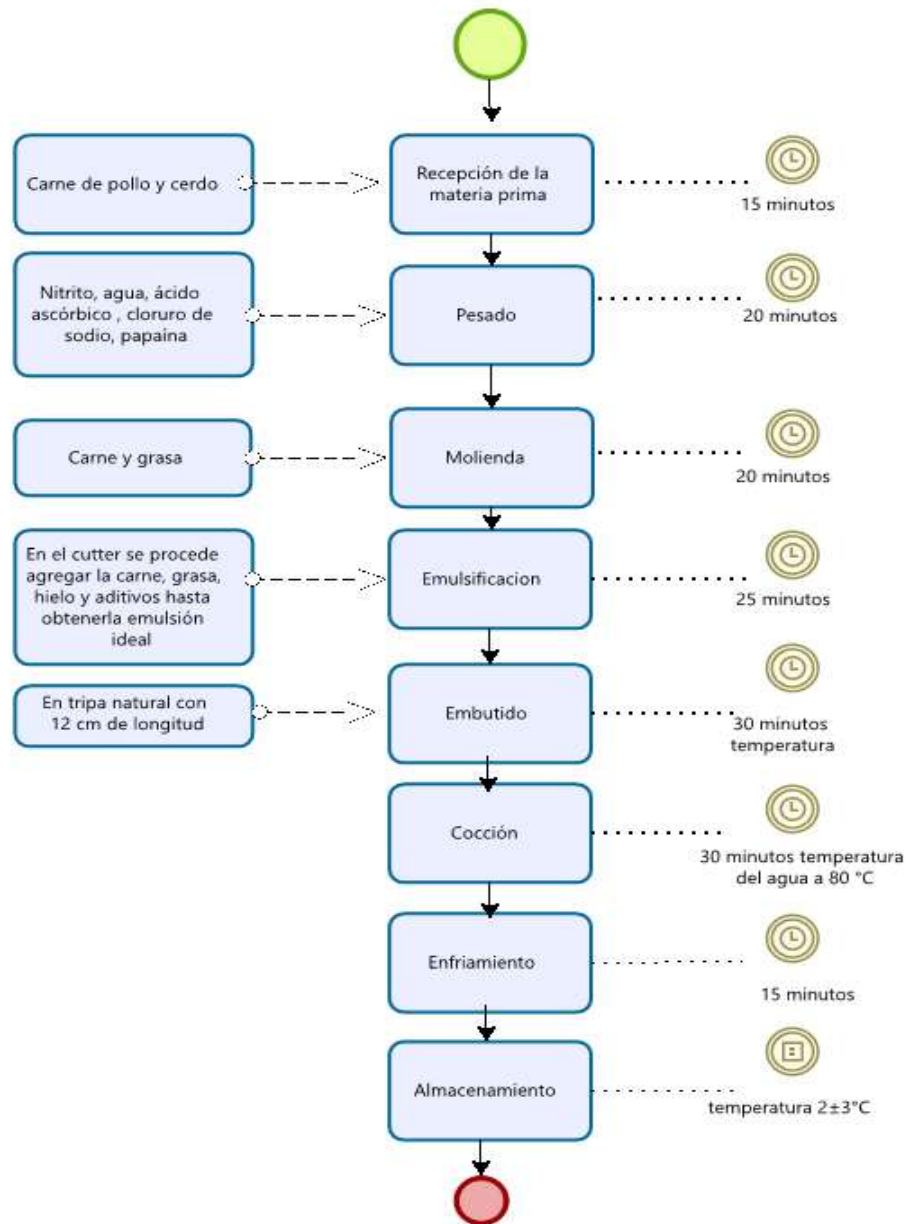 Carne de pollo y cerdo
Recepción de la
materia prima
15 minutos
Nitrito, agua, ácido
ascórbico , cloruro de
sodio, papaína
Pesado
20 minutos
Carne y grasa
Molienda
20 minutos
En el cutter se procede
agregar la carne, grasa,
hielo y aditivos hasta
obtenerla emulsión
ideal
Emulsificacion
25 minutos
En tripa natural con
12 cm de longitud
Embutido
30 minutos
temperatura
Cocción
30 minutos temperatura
del agua a 80 °C
Enfriamiento
15 minutos
Almacenamiento
temperatura 2±3°C